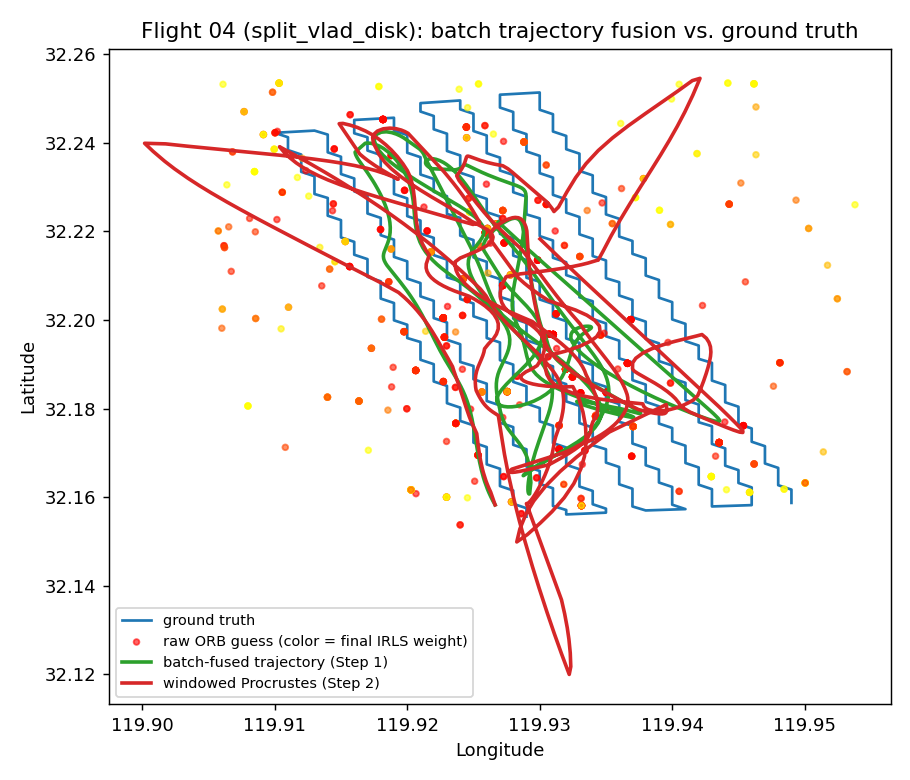 Flight 04 (split_vlad_disk): batch trajectory fusion vs. ground truth
32.26
32.24
32.22
32.20
32.18
32.16
32.14
32.12
Latitude
ground truth
raw ORB guess (color = final IRLS weight)
batch-fused trajectory (Step 1)
windowed Procrustes (Step 2)
119.90 119.91 119.92 119.93 119.94 119.95
Longitude